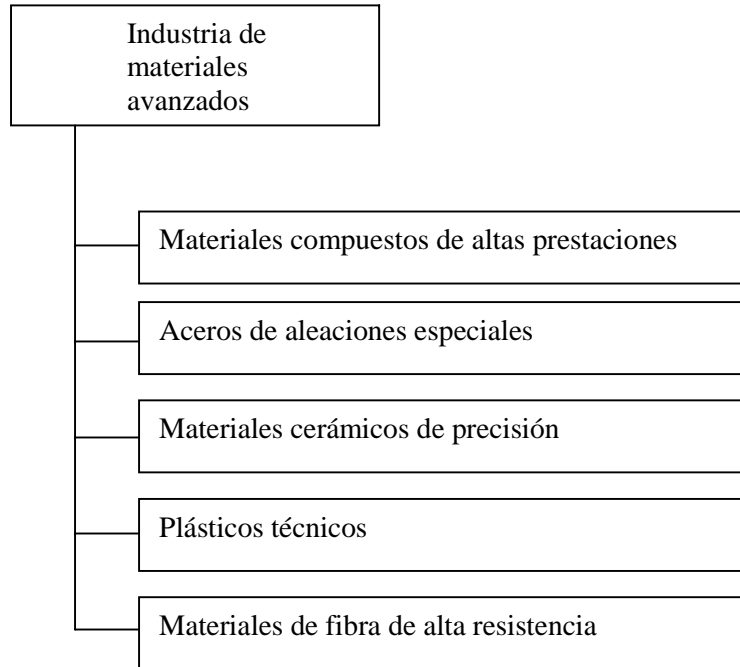 Industria de
materiales
avanzados
Materiales compuestos de altas prestaciones
Aceros de aleaciones especiales
Materiales cerámicos de precisión
Plásticos técnicos
Materiales de fibra de alta resistencia